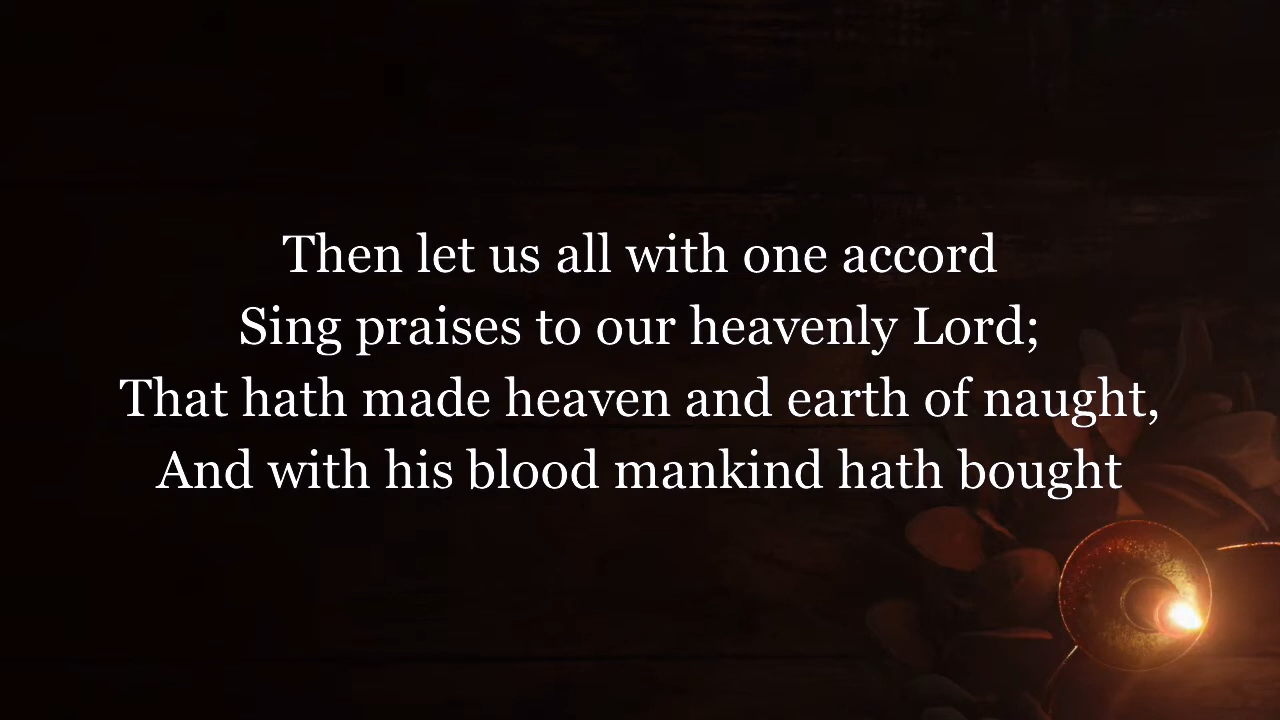 Then let us all with one accord
Sing praises to our heavenly Lord;
That hath made heaven and earth of naught,
And with his blood mankind hath bought